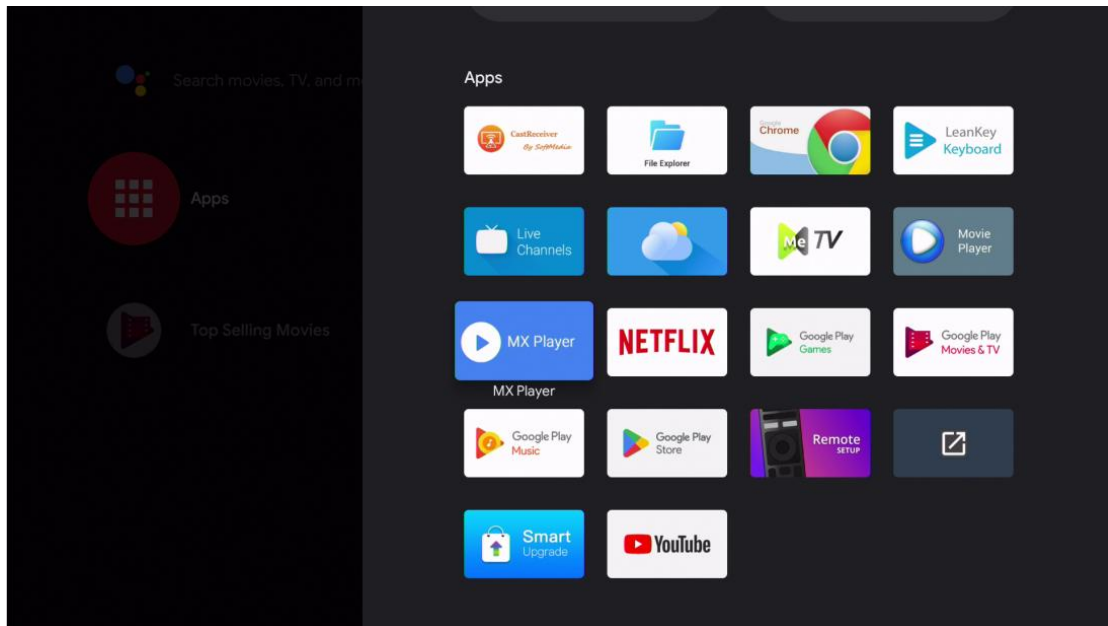 Search movies, TV, and m
Apps
Top Selling Movies
Apps
CastReceiver
By SoftMedia
File Explorer
Google
Chrome
LeanKey
Keyboard
Live
Channels
Me TV
Movie
Player
MX Player
MX Player
NETFLIX
Google Play
Games
Google Play
Movies & TV
Google Play
Music
Google Play
Store
Remote
SETUP
Smart
Upgrade
YouTube